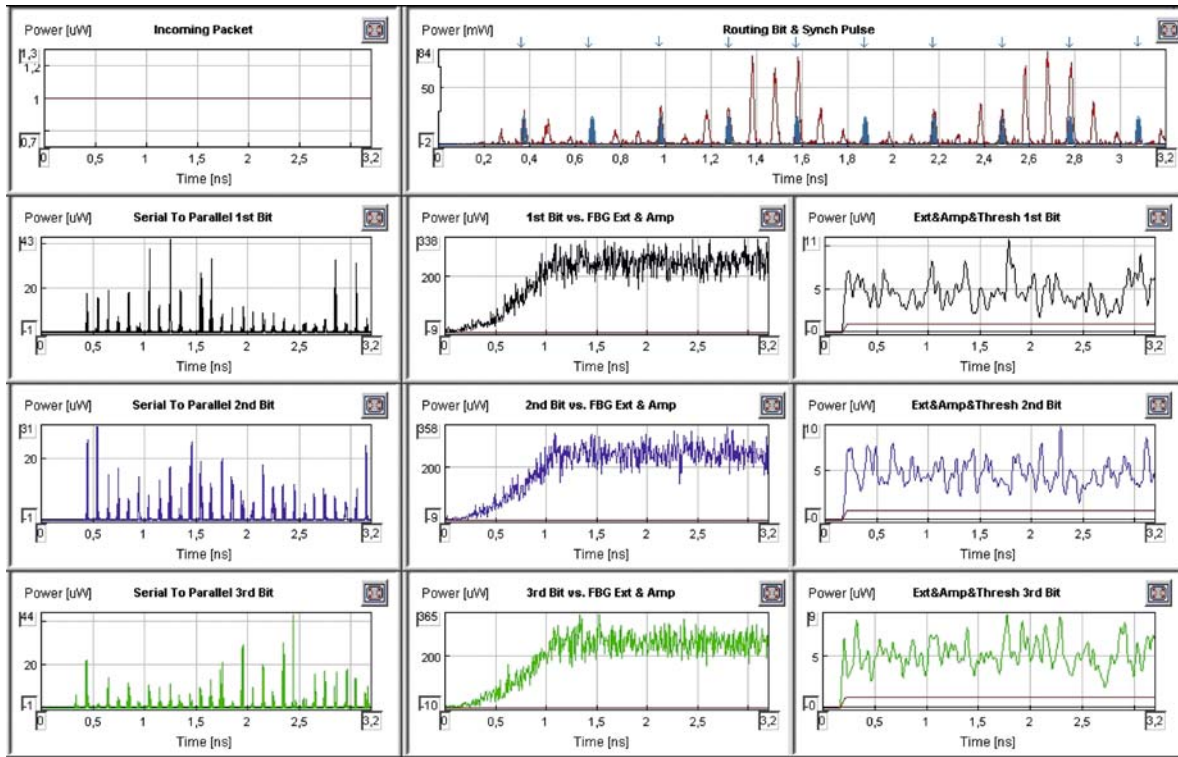 Power [uW] Incoming Packet
1,3
1,2
1
0,7
0 0,5 1 1,5 2 2,5 3,2
Time [ns]
Power [mW] Routing Bit & Synch Pulse
84
50
-2
0 0,2 0,4 0,6 0,8 1 1,2 1,4 1,6 1,8 2 2,2 2,4 2,6 2,8 3 3,2
Time [ns]
Power [uW] Serial To Parallel 1st Bit
43
20
-1
0 0,5 1 1,5 2 2,5 3,2
Time [ns]
Power [uW] 1st Bit vs. FBG Ext & Amp
338
200
-9
0 0,5 1 1,5 2 2,5 3,2
Time [ns]
Power [uW] Ext&Amp&Thresh 1st Bit
11
5
-0
0 0,5 1 1,5 2 2,5 3,2
Time [ns]
Power [uW] Serial To Parallel 2nd Bit
31
20
-1
0 0,5 1 1,5 2 2,5 3,2
Time [ns]
Power [uW] 2nd Bit vs. FBG Ext & Amp
358
200
-9
0 0,5 1 1,5 2 2,5 3,2
Time [ns]
Power [uW] Ext&Amp&Thresh 2nd Bit
10
5
-0
0 0,5 1 1,5 2 2,5 3,2
Time [ns]
Power [uW] Serial To Parallel 3rd Bit
44
20
-1
0 0,5 1 1,5 2 2,5 3,2
Time [ns]
Power [uW] 3rd Bit vs. FBG Ext & Amp
365
200
-10
0 0,5 1 1,5 2 2,5 3,2
Time [ns]
Power [uW] Ext&Amp&Thresh 3rd Bit
9
5
-0
0 0,5 1 1,5 2 2,5 3,2
Time [ns]